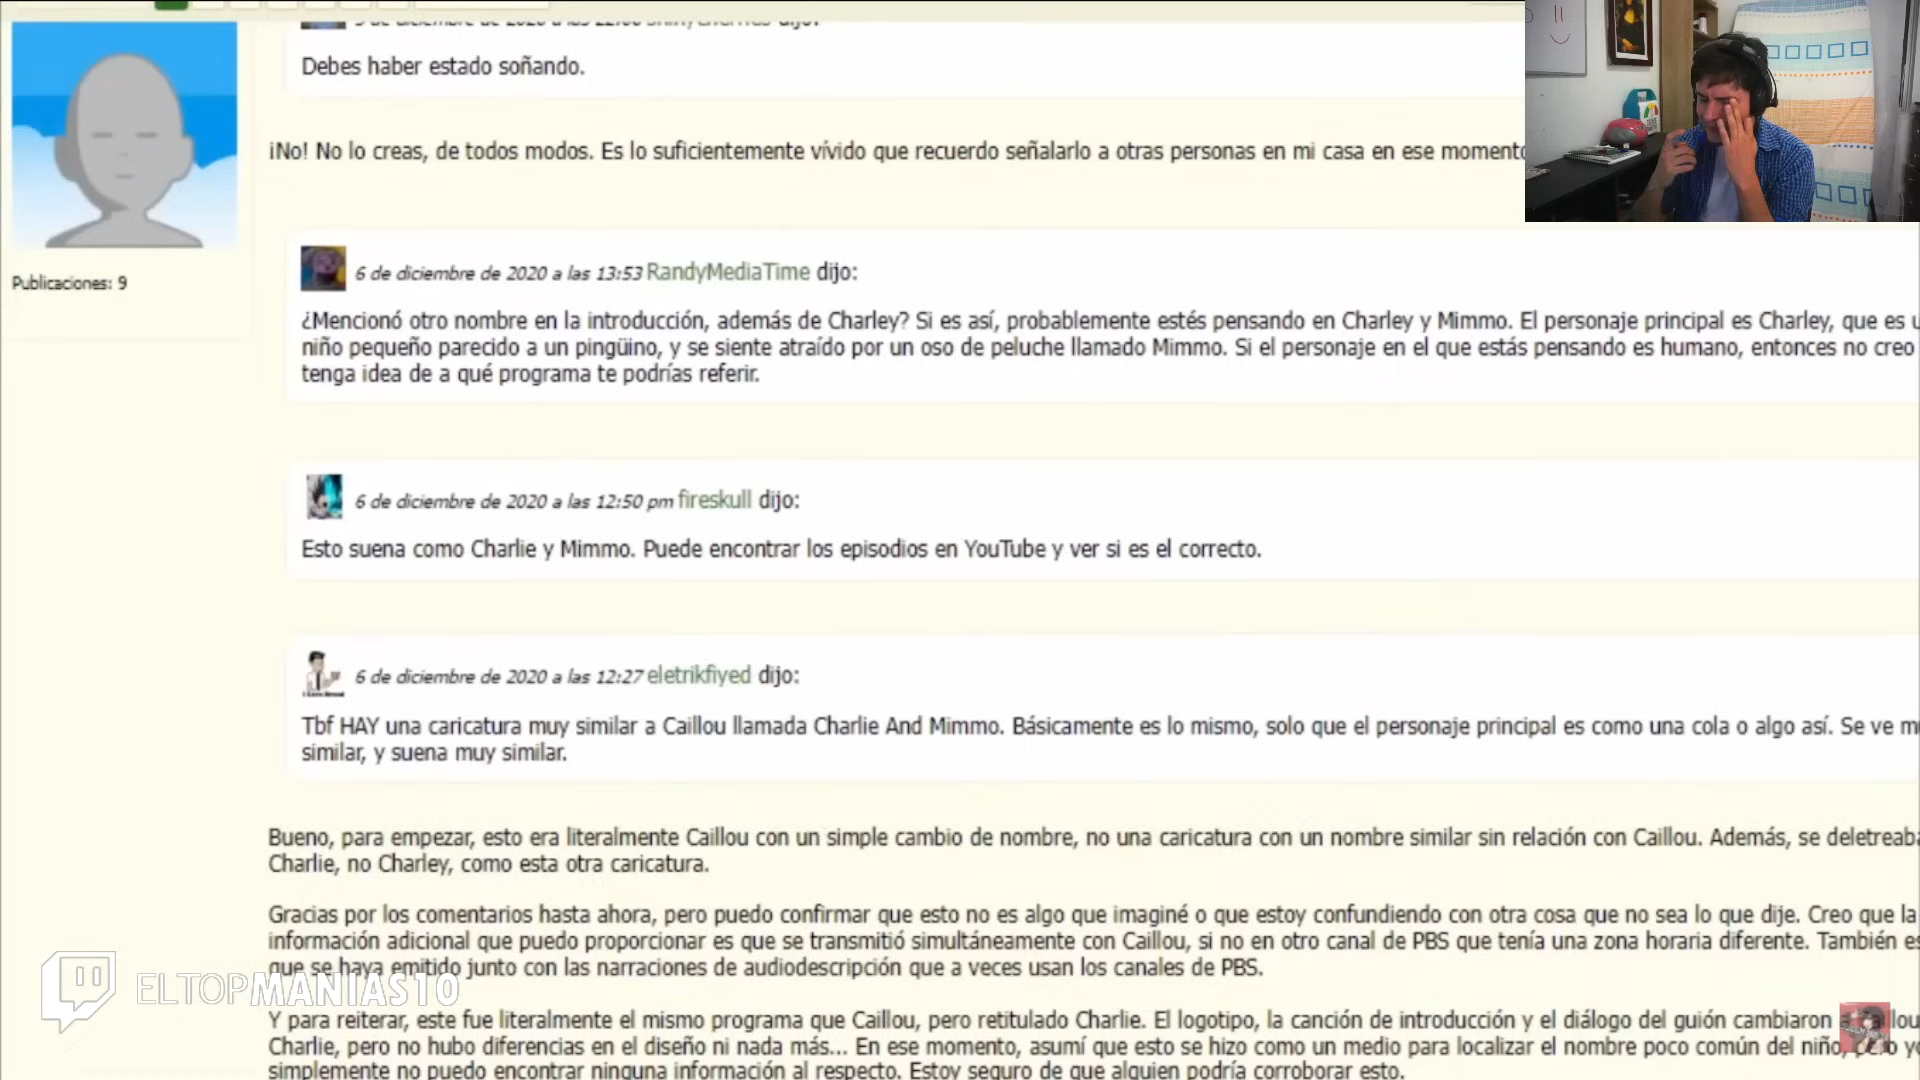 5 de diciembre de 2020 a las 22:00 shinycherries dijo:
Debes haber estado soñando.
¡No! No lo creas, de todos modos. Es lo suficientemente vívido que recuerdo señalarlo a otras personas en mi casa en ese momento
Publicaciones: 9
6 de diciembre de 2020 a las 13:53 RandyMediaTime dijo:
¿Mencionó otro nombre en la introducción, además de Charley? Si es así, probablemente estés pensando en Charley y Mimmo. El personaje principal es Charley, que es u
niño pequeño parecido a un pingüino, y se siente atraído por un oso de peluche llamado Mimmo. Si el personaje en el que estás pensando es humano, entonces no creo
tenga idea de a qué programa te podrías referir.
6 de diciembre de 2020 a las 12:50 pm fireskull dijo:
Esto suena como Charlie y Mimmo. Puede encontrar los episodios en YouTube y ver si es el correcto.
6 de diciembre de 2020 a las 12:27 eletrikfiyed dijo:
Tbf HAY una caricatura muy similar a Caillou llamada Charlie And Mimmo. Básicamente es lo mismo, solo que el personaje principal es como una cola o algo así. Se ve mu
similar, y suena muy similar.
Bueno, para empezar, esto era literalmente Caillou con un simple cambio de nombre, no una caricatura con un nombre similar sin relación con Caillou. Además, se deletreaba
Charlie, no Charley, como esta otra caricatura.
Gracias por los comentarios hasta ahora, pero puedo confirmar que esto no es algo que imaginé o que estoy confundiendo con otra cosa que no sea lo que dije. Creo que la
información adicional que puedo proporcionar es que se transmitió simultáneamente con Caillou, si no en otro canal de PBS que tenía una zona horaria diferente. También es
que se haya emitido junto con las narraciones de audiodescripción que a veces usan los canales de PBS.
ELTOPMANIAS10
Y para reiterar, este fue literalmente el mismo programa que Caillou, pero retitulado Charlie. El logotipo, la canción de introducción y el diálogo del guión cambiaron
Charlie, pero no hubo diferencias en el diseño ni nada más... En ese momento, asumí que esto se hizo como un medio para localizar el nombre poco común del niño, pero yo
simplemente no puedo encontrar ninguna información al respecto. Estoy seguro de que alguien podría corroborar esto.